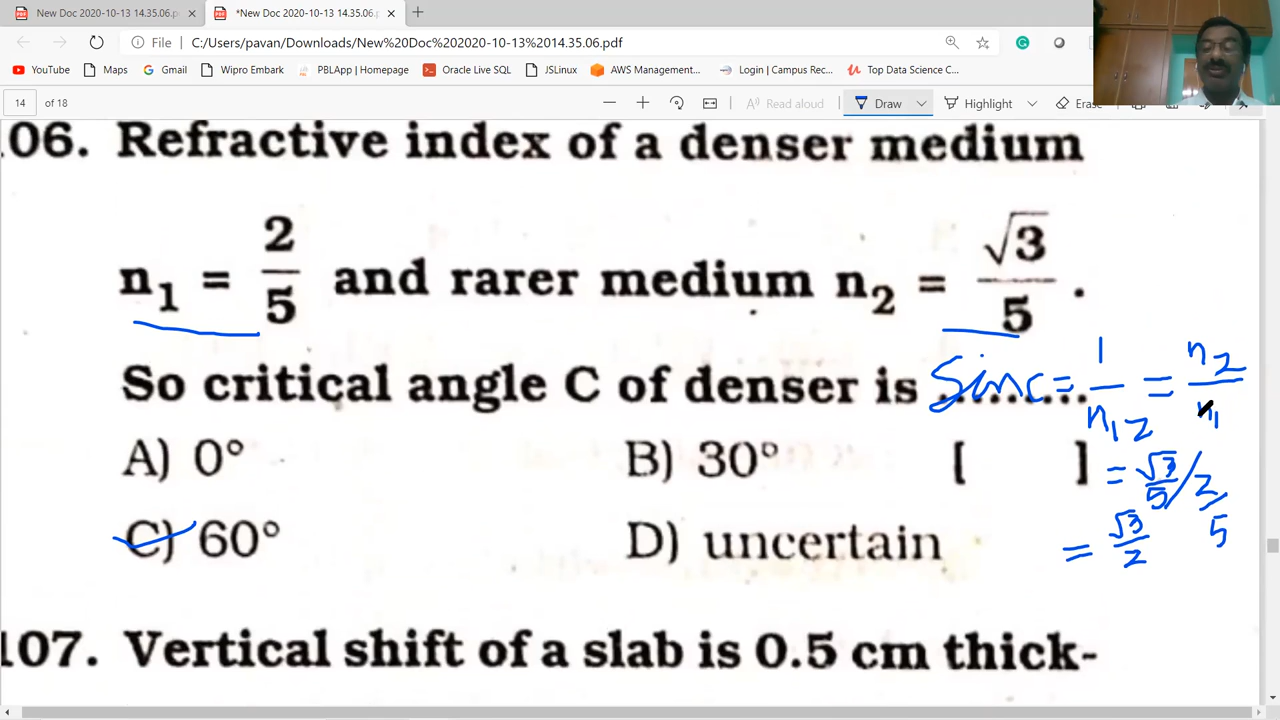 New Doc 2020-10-13 14.35.06.p
*New Doc 2020-10-13 14.35.06.p
File C:/Users/pavan/Downloads/New%20Doc%202020-10-13%2014.35.06.pdf
YouTube Maps Gmail Wipro Embark PBLApp | Homepage Oracle Live SQL JSLinux AWS Management... Login | Campus Rec... Top Data Science C...
14 of 18 Read aloud Draw Highlight Erase
.06. Refractive index of a denser medium
n₁ = 2/5 and rarer medium n₂ = √3/5 .
So critical angle C of denser is .........
Sin c = 1/n₁₂ = n₂/n₁
A) 0° B) 30° [ ]
= √3/5 / 2/5
C) 60° D) uncertain
= √3/2
107. Vertical shift of a slab is 0.5 cm thick-